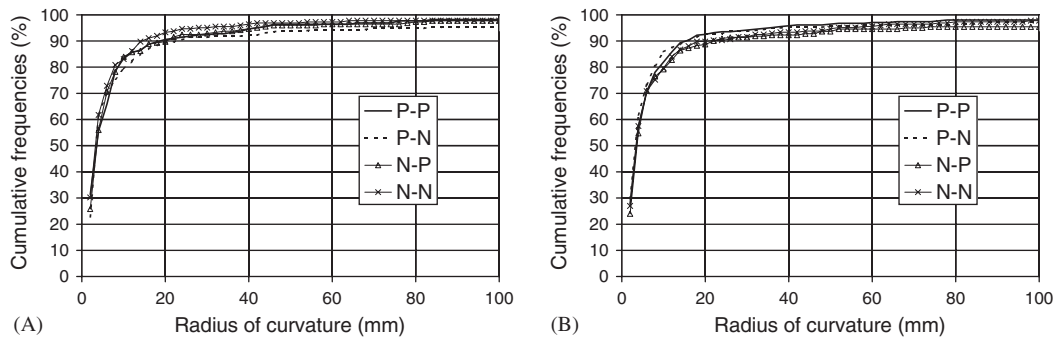 Cumulative frequencies (%)
100
90
80
70
60
50
40
30
20
10
0
P-P
P-N
N-P
N-N
0 20 40 60 80 100
Radius of curvature (mm)
(A)
Cumulative frequencies (%)
100
90
80
70
60
50
40
30
20
10
0
P-P
P-N
N-P
N-N
0 20 40 60 80 100
Radius of curvature (mm)
(B)